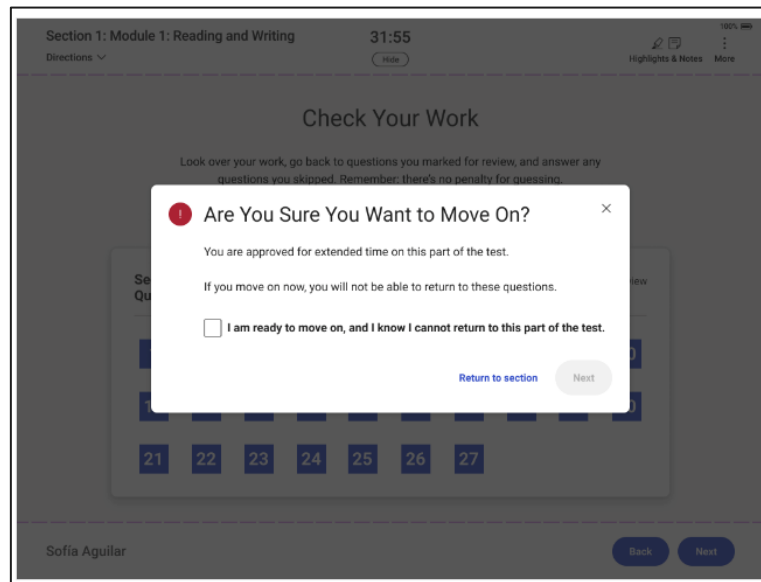 Section 1: Module 1: Reading and Writing
31:55
100%
Directions
Hide
Highlights & Notes
More
Check Your Work
Look over your work, go back to questions you marked for review, and answer any
questions you skipped. Remember: there's no penalty for guessing.
Are You Sure You Want to Move On?
You are approved for extended time on this part of the test.
If you move on now, you will not be able to return to these questions.
I am ready to move on, and I know I cannot return to this part of the test.
Return to section
Next
21 22 23 24 25 26 27
Sofía Aguilar
Back
Next